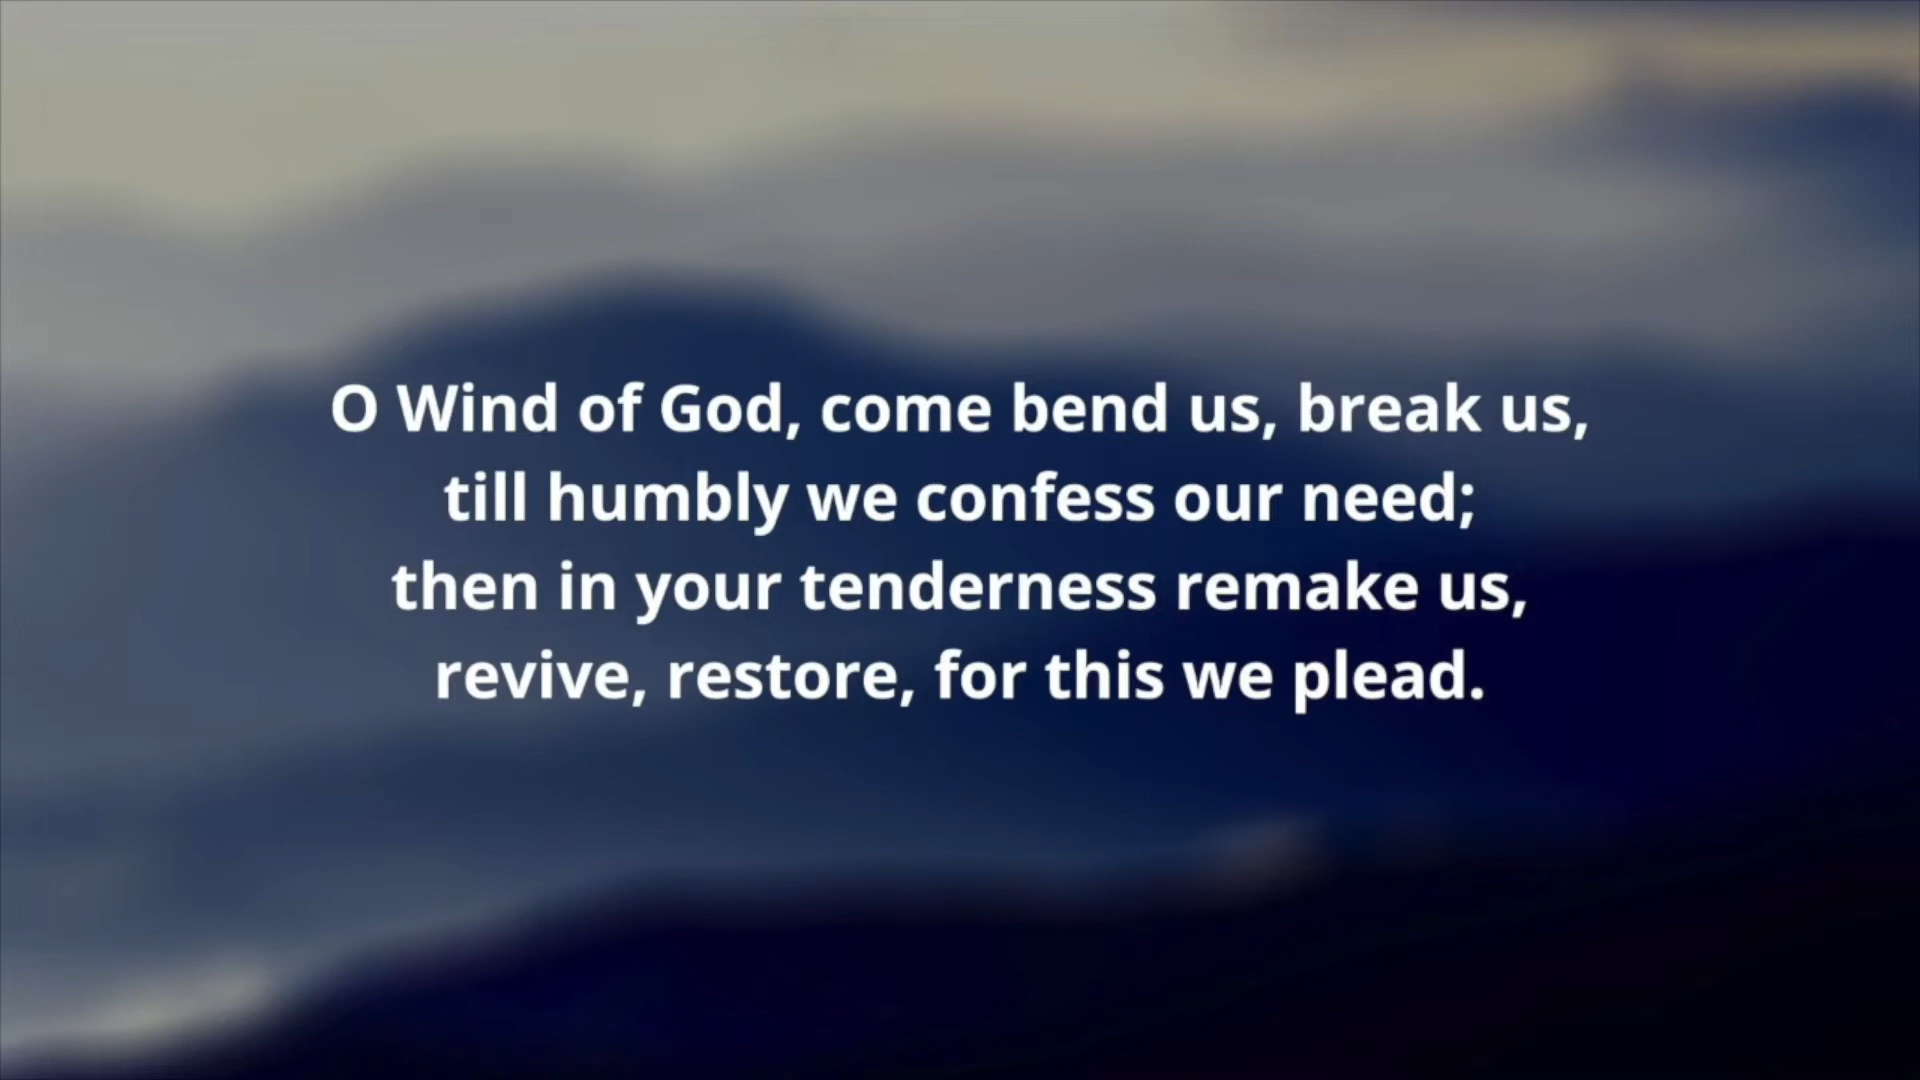 O Wind of God, come bend us, break us,
till humbly we confess our need;
then in your tenderness remake us,
revive, restore, for this we plead.